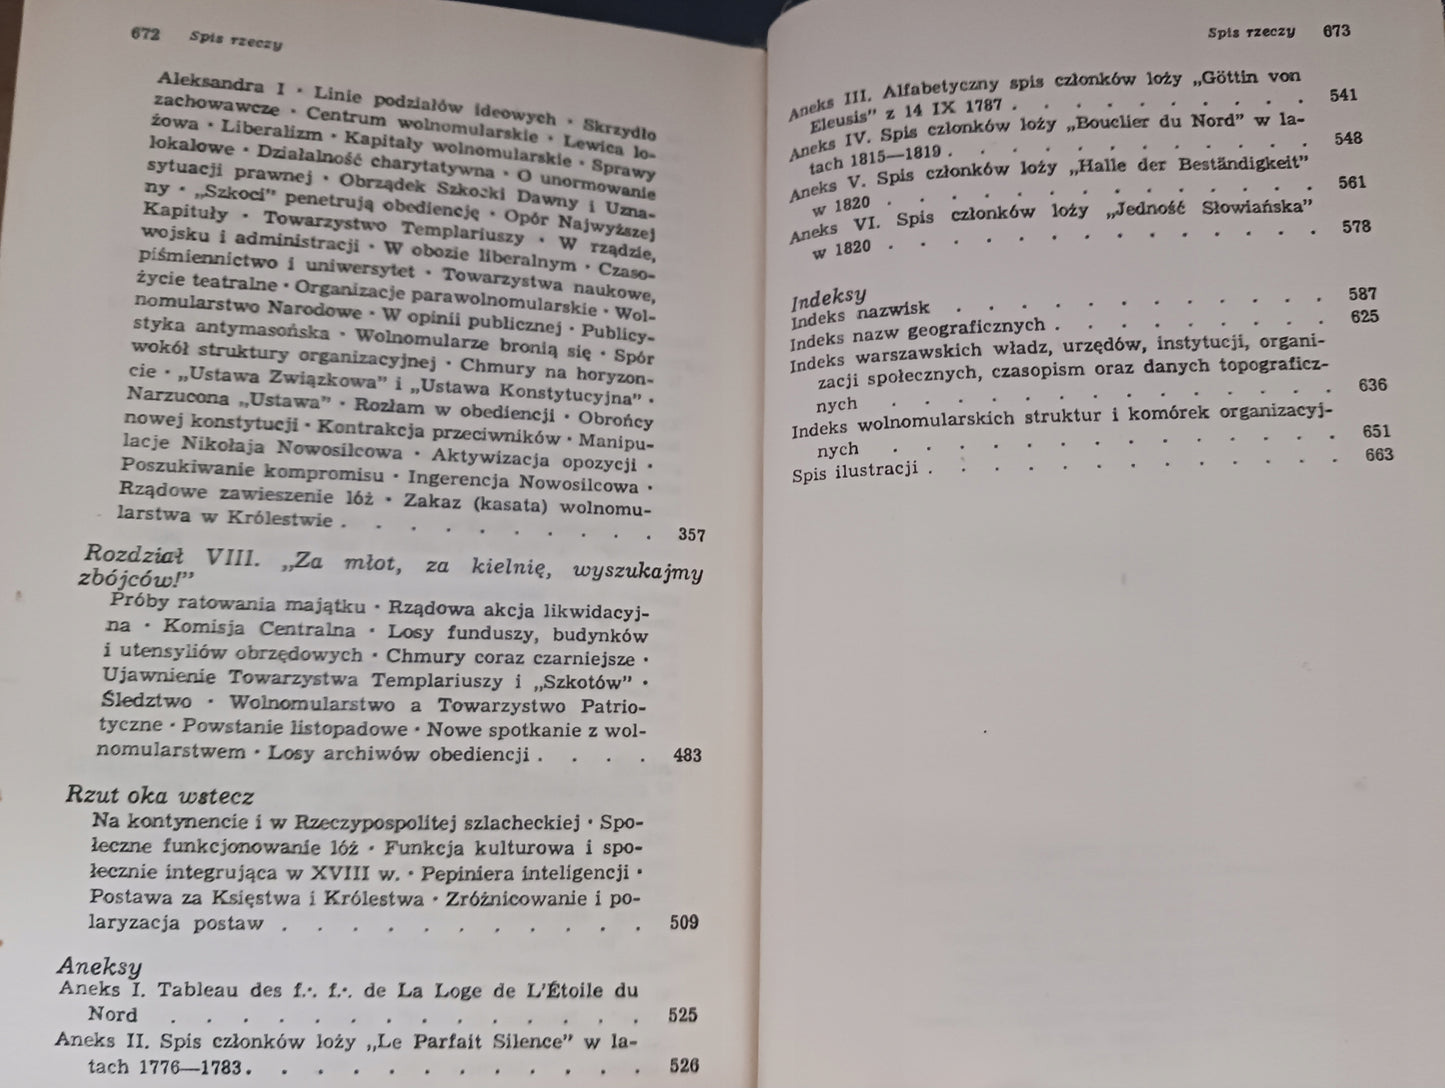 672 Spis rzeczy
Aleksandra I · Linie podziałów ideowych · Skrzydło
zachowawcze · Centrum wolnomularskie · Lewica lo-
żowa · Liberalizm · Kapitały wolnomularskie · Sprawy
lokalowe · Działalność charytatywna · O unormowanie
sytuacji prawnej · Obrządek Szkocki Dawny i Uzna-
ny · „Szkoci” penetrują obediencję · Opór Najwyższej
Kapituły · Towarzystwo Templariuszy · W rządzie,
wojsku i administracji · W obozie liberalnym · Czaso-
piśmiennictwo i uniwersytet · Towarzystwa naukowe,
życie teatralne · Organizacje parawolnomularskie · Wol-
nomularstwo Narodowe · W opinii publicznej · Publicy-
styka antymasońska · Wolnomularze bronią się · Spór
wokół struktury organizacyjnej · Chmury na horyzon-
cie · „Ustawa Związkowa” i „Ustawa Konstytucyjna” ·
Narzucona „Ustawa” · Rozłam w obediencji · Obrońcy
nowej konstytucji · Kontrakcja przeciwników · Manipu-
lacje Nikołaja Nowosilcowa · Aktywizacja opozycji ·
Poszukiwanie kompromisu · Ingerencja Nowosilcowa ·
Rządowe zawieszenie lóż · Zakaz (kasata) wolnomu-
larstwa w Królestwie . . . . . . . . . . 357
Rozdział VIII. „Za młot, za kielnię, wyszukajmy
zbójców!”
Próby ratowania majątku · Rządowa akcja likwidacyj-
na · Komisja Centralna · Losy funduszy, budynków
i utensyliów obrzędowych · Chmury coraz czarniejsze ·
Ujawnienie Towarzystwa Templariuszy i „Szkotów” ·
Śledztwo · Wolnomularstwo a Towarzystwo Patrio-
tyczne · Powstanie listopadowe · Nowe spotkanie z wol-
nomularstwem · Losy archiwów obediencji . . . . 483
Rzut oka wstecz
Na kontynencie i w Rzeczypospolitej szlacheckiej · Spo-
łeczne funkcjonowanie lóż · Funkcja kulturowa i spo-
łecznie integrująca w XVIII w. · Pepiniera inteligencji ·
Postawa za Księstwa i Królestwa · Zróżnicowanie i po-
laryzacja postaw . . . . . . . . . . . 509
Aneksy
Aneks I. Tableau des f.·. f.·. de La Loge de L’Étoile du
Nord . . . . . . . . . . . . . . 525
Aneks II. Spis członków loży „Le Parfait Silence” w la-
tach 1776—1783 . . . . . . . . . . . . 526
Spis rzeczy 673
Aneks III. Alfabetyczny spis członków loży „Göttin von
Eleusis” z 14 IX 1787 . . . . . . . . . . 541
Aneks IV. Spis członków loży „Bouclier du Nord” w la-
tach 1815—1819 . . . . . . . . . . . . 548
Aneks V. Spis członków loży „Halle der Beständigkeit”
w 1820 . . . . . . . . . . . . . . 561
Aneks VI. Spis członków loży „Jedność Słowiańska”
w 1820 . . . . . . . . . . . . . . 578
Indeksy
Indeks nazwisk . . . . . . . . . . . . 587
Indeks nazw geograficznych . . . . . . . . . 625
Indeks warszawskich władz, urzędów, instytucji, organi-
zacji społecznych, czasopism oraz danych topograficz-
nych . . . . . . . . . . . . . . 636
Indeks wolnomularskich struktur i komórek organizacyj-
nych . . . . . . . . . . . . . . 651
Spis ilustracji . . . . . . . . . . . . . 663